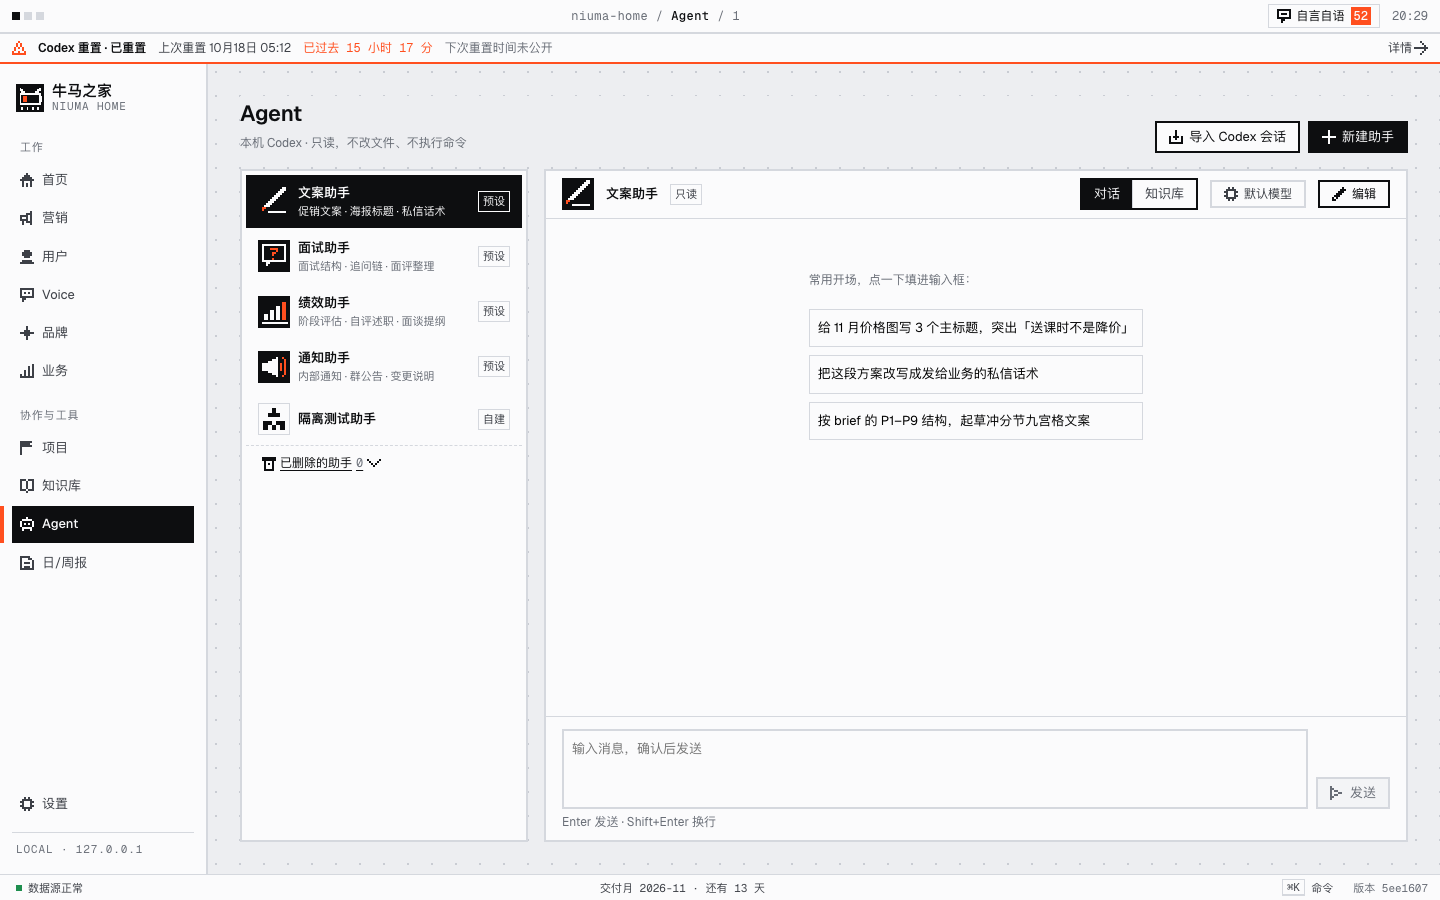 niuma-home / Agent / 1
自言自语 52
20:29
Codex 重置 · 已重置 上次重置 10月18日 05:12 已过去 15 小时 17 分 下次重置时间未公开
详情
牛马之家
NIUMA HOME
工作
首页
营销
用户
Voice
品牌
业务
协作与工具
项目
知识库
Agent
日/周报
设置
LOCAL · 127.0.0.1
Agent
本机 Codex · 只读，不改文件、不执行命令
导入 Codex 会话
新建助手
文案助手
促销文案 · 海报标题 · 私信话术
预设
面试助手
面试结构 · 追问链 · 面评整理
预设
绩效助手
阶段评估 · 自评述职 · 面谈提纲
预设
通知助手
内部通知 · 群公告 · 变更说明
预设
隔离测试助手
自建
已删除的助手 0
文案助手
只读
对话
知识库
默认模型
编辑
常用开场，点一下填进输入框：
给 11 月价格图写 3 个主标题，突出「送课时不是降价」
把这段方案改写成发给业务的私信话术
按 brief 的 P1–P9 结构，起草冲分节九宫格文案
输入消息，确认后发送
发送
Enter 发送 · Shift+Enter 换行
数据源正常
交付月 2026-11 · 还有 13 天
⌘K 命令
版本 5ee1607